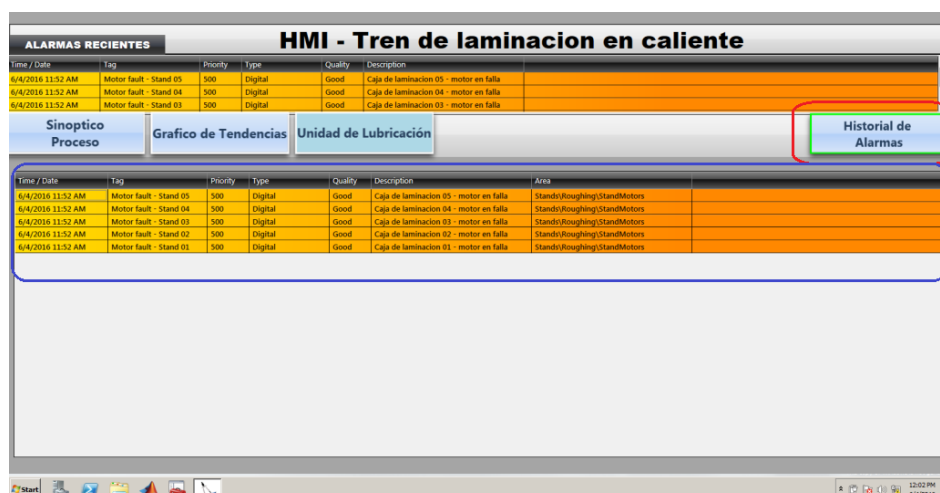 HMI - Tren de laminacion en caliente
ALARMAS RECIENTES
Time / Date Tag Priority Type Quality Description
6/4/2016 11:52 AM Motor fault - Stand 05 500 Digital Good Caja de laminacion 05 - motor en falla
6/4/2016 11:52 AM Motor fault - Stand 04 500 Digital Good Caja de laminacion 04 - motor en falla
6/4/2016 11:52 AM Motor fault - Stand 03 500 Digital Good Caja de laminacion 03 - motor en falla
Sinoptico
Proceso
Grafico de Tendencias
Unidad de Lubricación
Historial de
Alarmas
Time / Date Tag Priority Type Quality Description Area
6/4/2016 11:52 AM Motor fault - Stand 05 500 Digital Good Caja de laminacion 05 - motor en falla Stands\Roughing\StandMotors
6/4/2016 11:52 AM Motor fault - Stand 04 500 Digital Good Caja de laminacion 04 - motor en falla Stands\Roughing\StandMotors
6/4/2016 11:52 AM Motor fault - Stand 03 500 Digital Good Caja de laminacion 03 - motor en falla Stands\Roughing\StandMotors
6/4/2016 11:52 AM Motor fault - Stand 02 500 Digital Good Caja de laminacion 02 - motor en falla Stands\Roughing\StandMotors
6/4/2016 11:52 AM Motor fault - Stand 01 500 Digital Good Caja de laminacion 01 - motor en falla Stands\Roughing\StandMotors
Start
12:02 PM